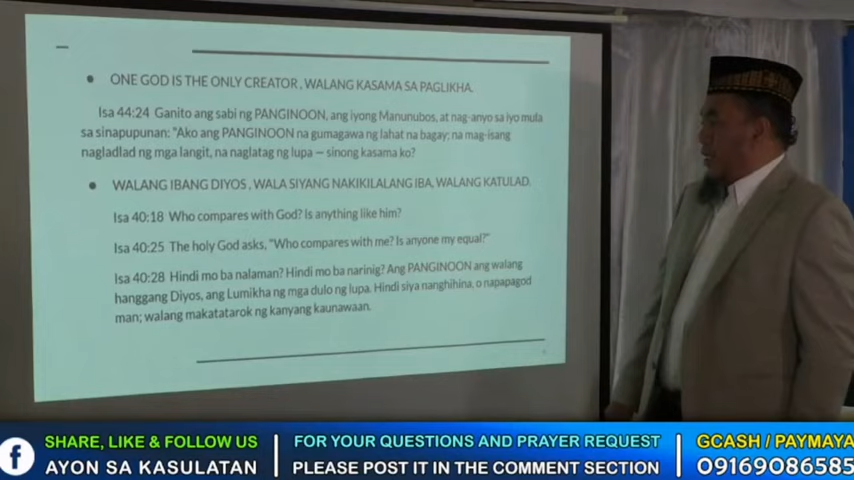 ONE GOD IS THE ONLY CREATOR, WALANG KASAMA SA PAGLIKHA.
Isa 44:24 Ganito ang sabi ng PANGINOON, ang iyong Manunubos, at nag-anyo sa iyo mula
sa sinapupunan: "Ako ang PANGINOON na gumagawa ng lahat na bagay; na mag-isang
nagladlad ng mga langit, na naglatag ng lupa — sinong kasama ko?
WALANG IBANG DIYOS, WALA SIYANG NAKIKILALANG IBA, WALANG KATULAD.
Isa 40:18 Who compares with God? Is anything like him?
Isa 40:25 The holy God asks, "Who compares with me? Is anyone my equal?"
Isa 40:28 Hindi mo ba nalaman? Hindi mo ba narinig? Ang PANGINOON ang walang
hanggang Diyos, ang Lumikha ng mga dulo ng lupa. Hindi siya nanghihina, o napapagod
man; walang makatatarok ng kanyang kaunawaan.
SHARE, LIKE & FOLLOW US
AYON SA KASULATAN
FOR YOUR QUESTIONS AND PRAYER REQUEST
PLEASE POST IT IN THE COMMENT SECTION
GCASH / PAYMAYA
09169086585